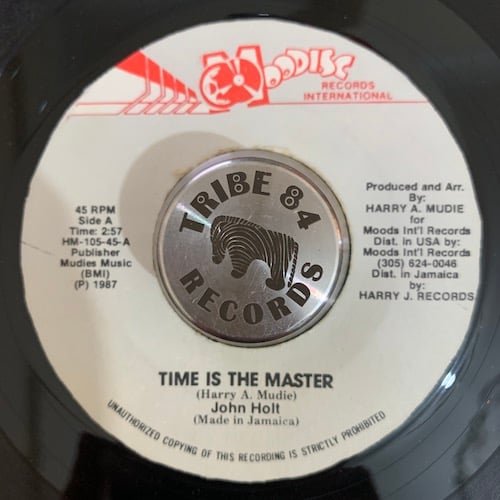 MOODISC
RECORDS
INTERNATIONAL
45 RPM
Side A
Time: 2:57
HM-105-45-A
Publisher
Mudies Music
(BMI)
(P) 1987
Produced and Arr.
By:
HARRY A. MUDIE
for
Moods Int'l Records
Dist. in USA by:
Moods Int'l Records
(305) 624-0046
Dist. in Jamaica
by:
HARRY J. RECORDS
TRIBE 84
RECORDS
TIME IS THE MASTER
(Harry A. Mudie)
John Holt
(Made in Jamaica)
UNAUTHORIZED COPYING OF THIS RECORDING IS STRICTLY PROHIBITED